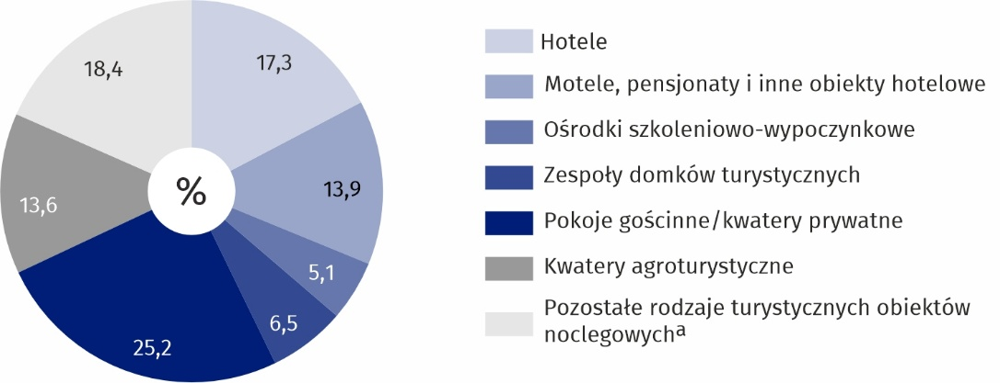 17,3
13,9
5,1
6,5
25,2
13,6
18,4
%
Hotele
Motele, pensjonaty i inne obiekty hotelowe
Ośrodki szkoleniowo-wypoczynkowe
Zespoły domków turystycznych
Pokoje gościnne/kwatery prywatne
Kwatery agroturystyczne
Pozostałe rodzaje turystycznych obiektów
noclegowychª